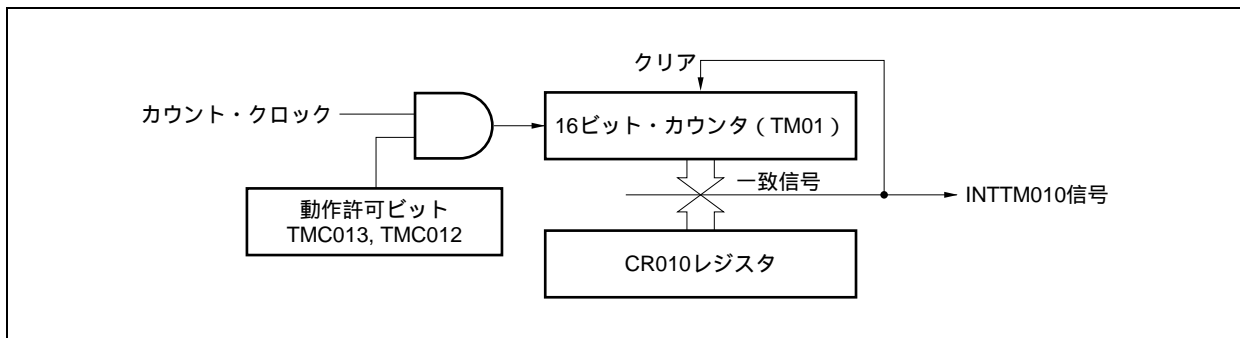 クリア
カウント・クロック
16ビット・カウンタ（TM01）
一致信号
INTTM010信号
動作許可ビット
TMC013, TMC012
CR010レジスタ